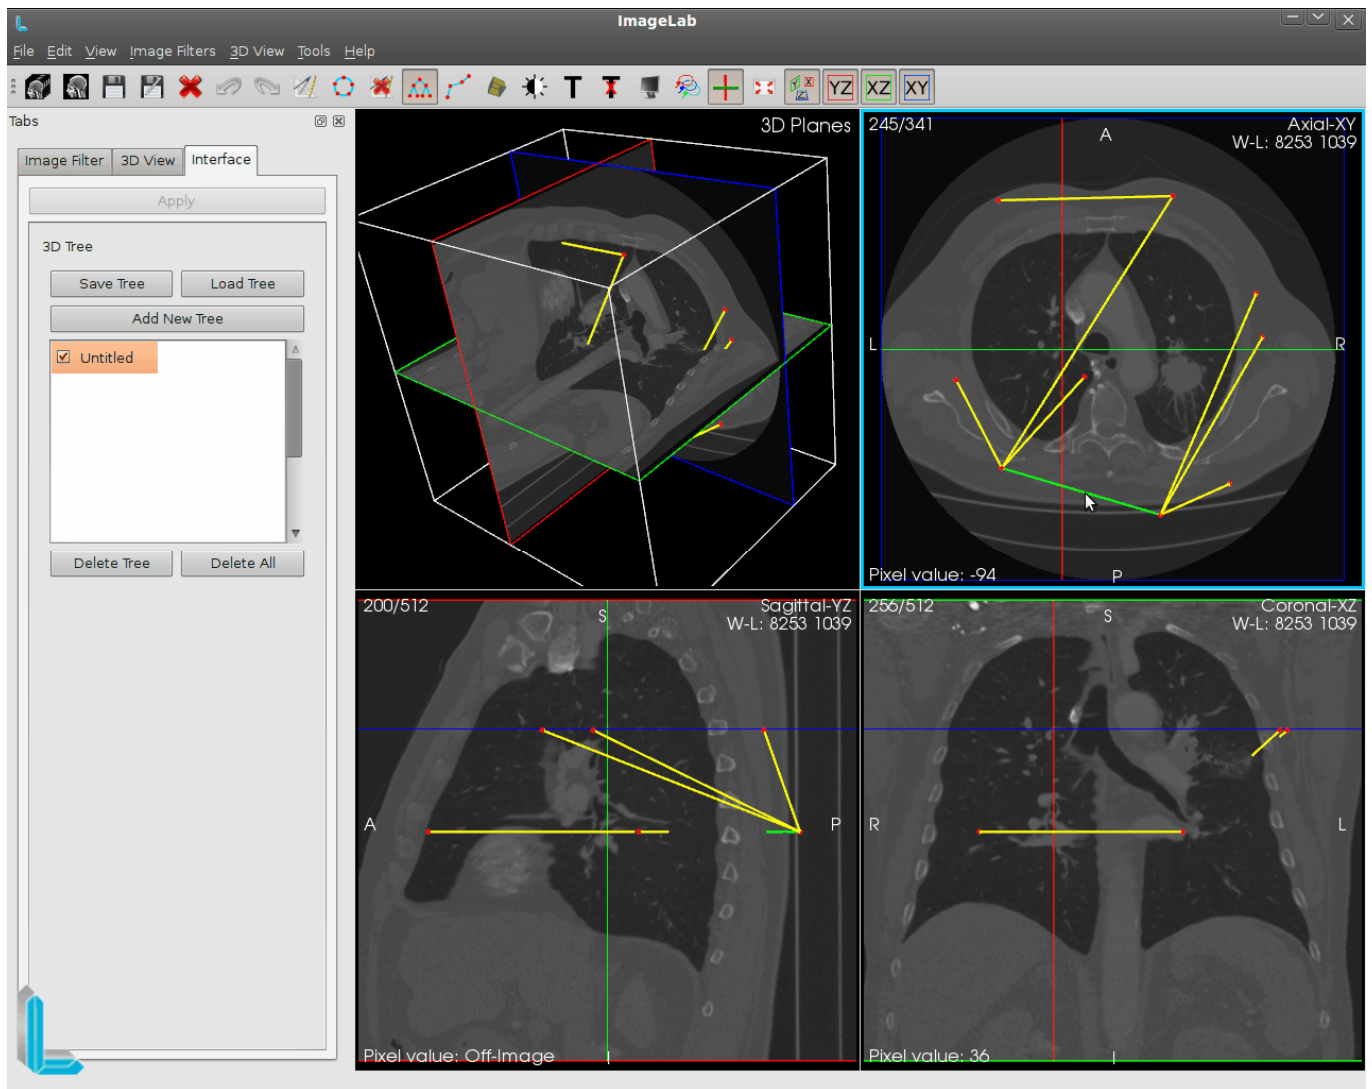 ImageLab
File Edit View Image Filters 3D View Tools Help
T T YZ XZ XY
Tabs
Image Filter 3D View Interface
Apply
3D Tree
Save Tree Load Tree
Add New Tree
Untitled
Delete Tree Delete All
3D Planes
245/341 Axial-XY
W-L: 8253 1039
A
L R
Pixel value: -94 P
200/512 Sagittal-YZ
S W-L: 8253 1039
A P
Pixel value: Off-Image I
256/512 Coronal-XZ
S W-L: 8253 1039
R L
Pixel value: 36 I